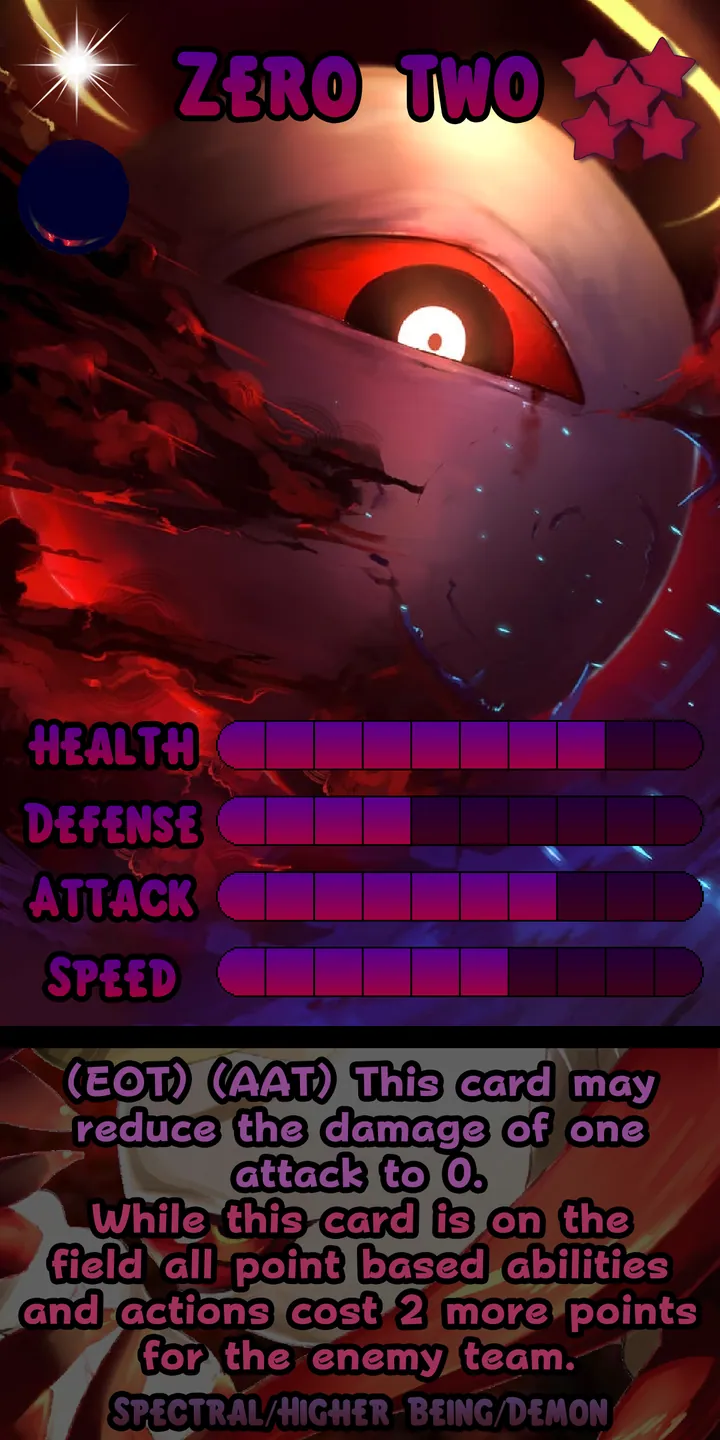 Zero Two
Health
Defense
Attack
Speed
(EOT) (AAT) This card may
reduce the damage of one
attack to 0.
While this card is on the
field all point based abilities
and actions cost 2 more points
for the enemy team.
Spectral/Higher Being/Demon